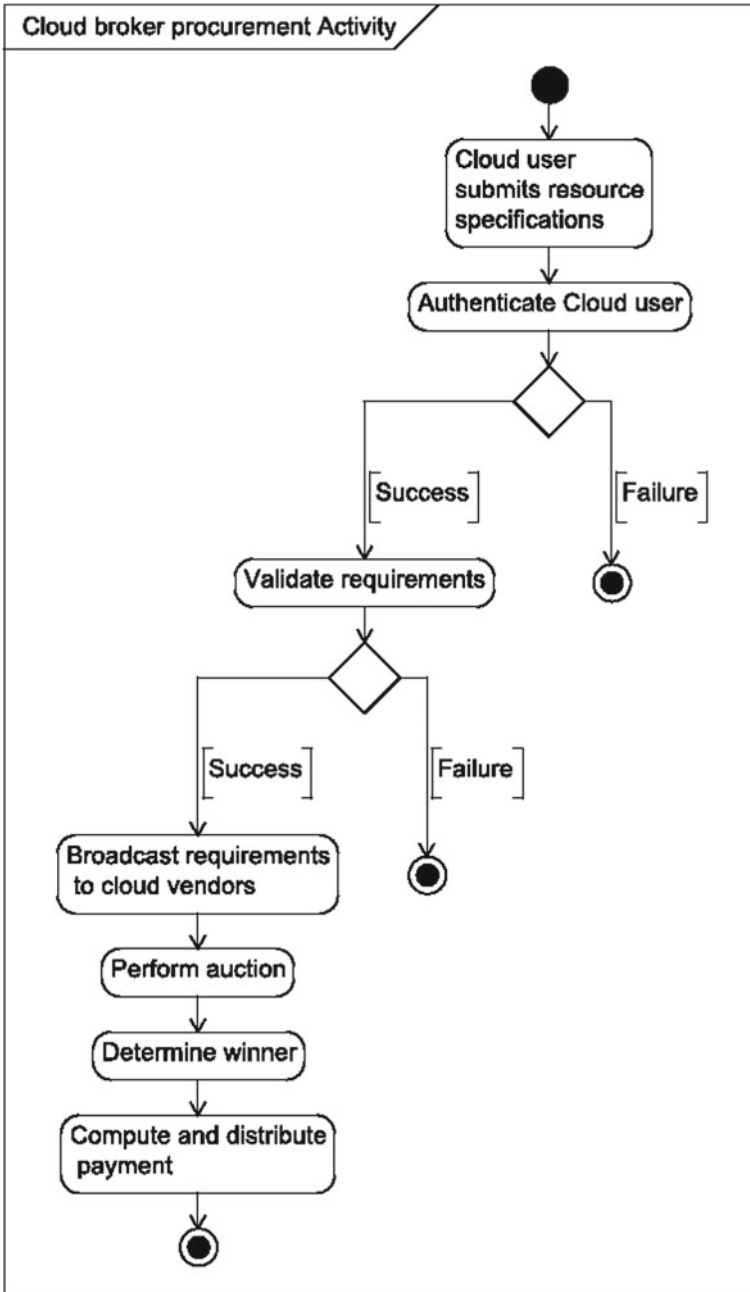 Cloud broker procurement Activity
Cloud user
submits resource
specifications
Authenticate Cloud user
[Success]
[Failure]
Validate requirements
[Success]
[Failure]
Broadcast requirements
to cloud vendors
Perform auction
Determine winner
Compute and distribute
payment